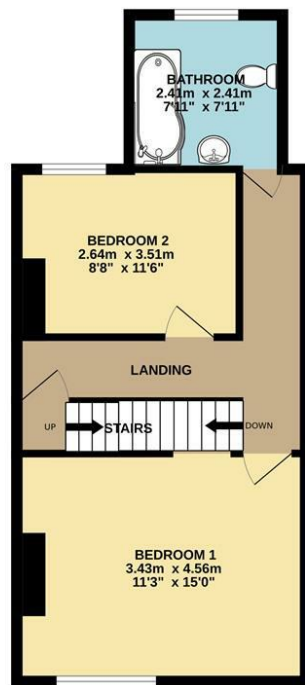 BATHROOM
2.41m x 2.41m
7'11" x 7'11"
BEDROOM 2
2.64m x 3.51m
8'8" x 11'6"
LANDING
UP
STAIRS
DOWN
BEDROOM 1
3.43m x 4.56m
11'3" x 15'0"